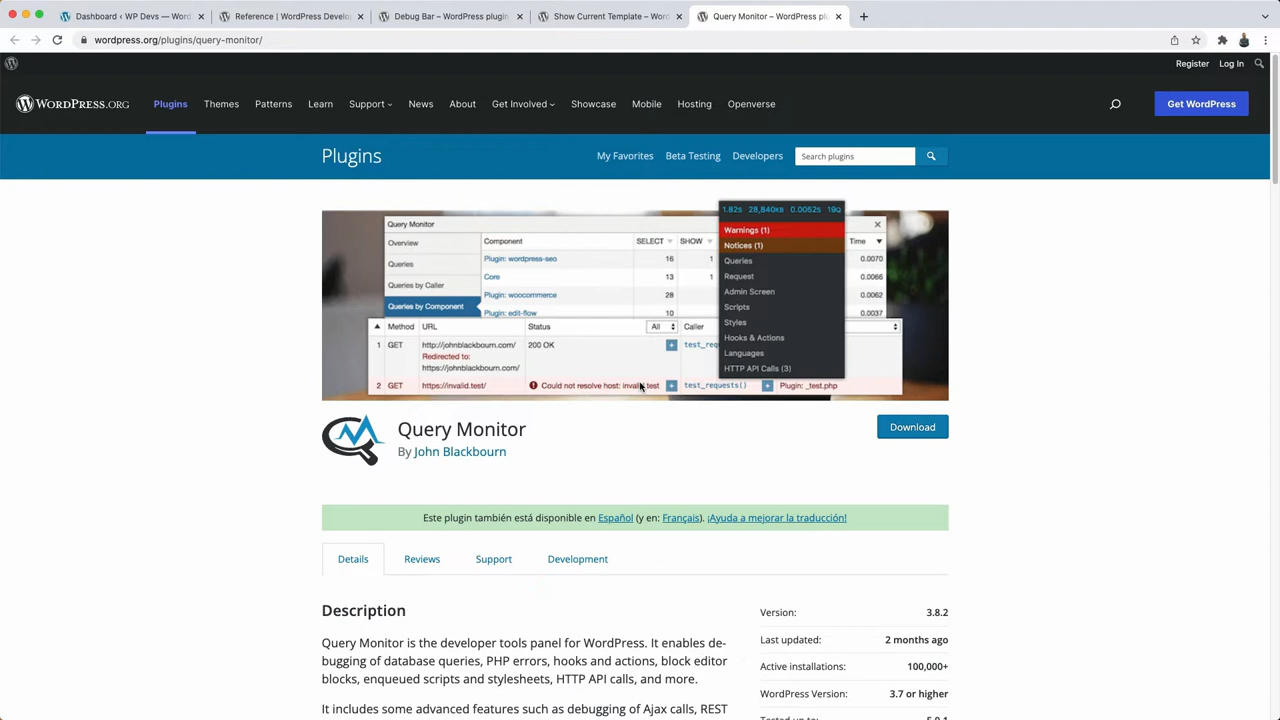 Dashboard ‹ WP Devs — Word
Reference | WordPress Develop
Debug Bar – WordPress plugin
Show Current Template – Word
Query Monitor – WordPress plu
wordpress.org/plugins/query-monitor/
Register
Log In
WORDPRESS.ORG
Plugins
Themes
Patterns
Learn
Support
News
About
Get Involved
Showcase
Mobile
Hosting
Openverse
Get WordPress
Plugins
My Favorites
Beta Testing
Developers
Search plugins
Query Monitor
Overview
Queries
Queries by Caller
Queries by Component
Component SELECT SHOW Time
Plugin: wordpress-seo 16 1 0.0070
Core 13 1 0.0066
Plugin: woocommerce 28 0.0062
Plugin: edit-flow 10 0.0037
1.82s 28,840KB 0.0052s 19Q
Warnings (1)
Notices (1)
Queries
Request
Admin Screen
Scripts
Styles
Hooks & Actions
Languages
HTTP API Calls (3)
Method URL Status All Caller
1 GET http://johnblackbourn.com/ 200 OK + test_requ
Redirected to:
https://johnblackbourn.com/
2 GET https://invalid.test/ Could not resolve host: invalid.test + test_requests() + Plugin: _test.php
Query Monitor
By John Blackbourn
Download
Este plugin también está disponible en Español (y en: Français). ¡Ayuda a mejorar la traducción!
Details
Reviews
Support
Development
Description
Query Monitor is the developer tools panel for WordPress. It enables de-
bugging of database queries, PHP errors, hooks and actions, block editor
blocks, enqueued scripts and stylesheets, HTTP API calls, and more.
It includes some advanced features such as debugging of Ajax calls, REST
Version: 3.8.2
Last updated: 2 months ago
Active installations: 100,000+
WordPress Version: 3.7 or higher